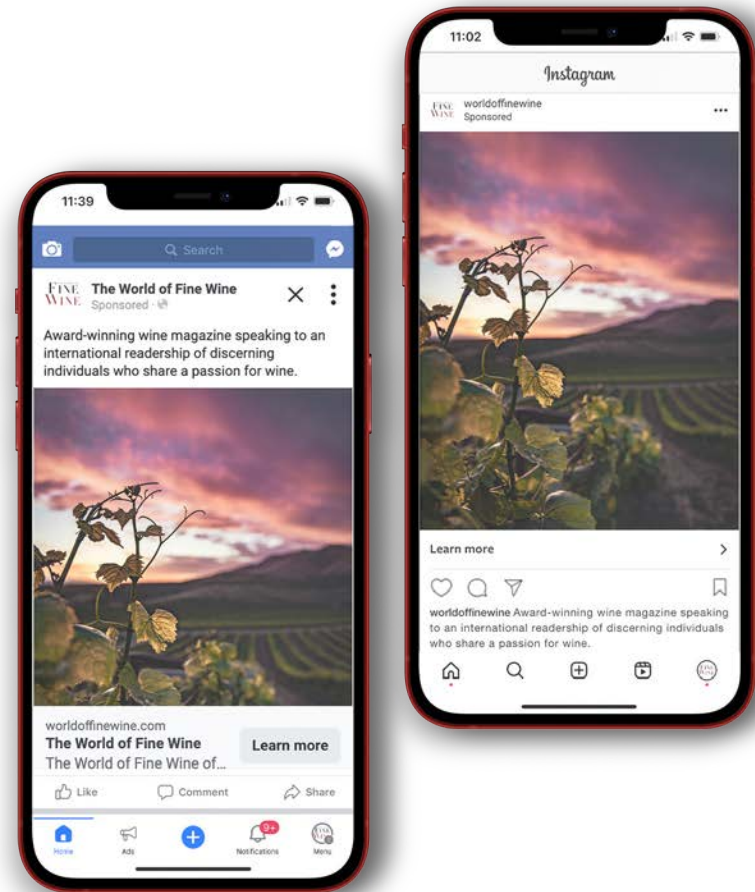 11:39
Search
FINE
WINE
The World of Fine Wine
Sponsored ·
Award-winning wine magazine speaking to an
international readership of discerning
individuals who share a passion for wine.
worldoffinewine.com
The World of Fine Wine
The World of Fine Wine of...
Learn more
Like
Comment
Share
Home
Ads
9+
Notifications
Menu
11:02
Instagram
FINE
WINE
worldoffinewine
Sponsored
Learn more
worldoffinewine Award-winning wine magazine speaking
to an international readership of discerning individuals
who share a passion for wine.